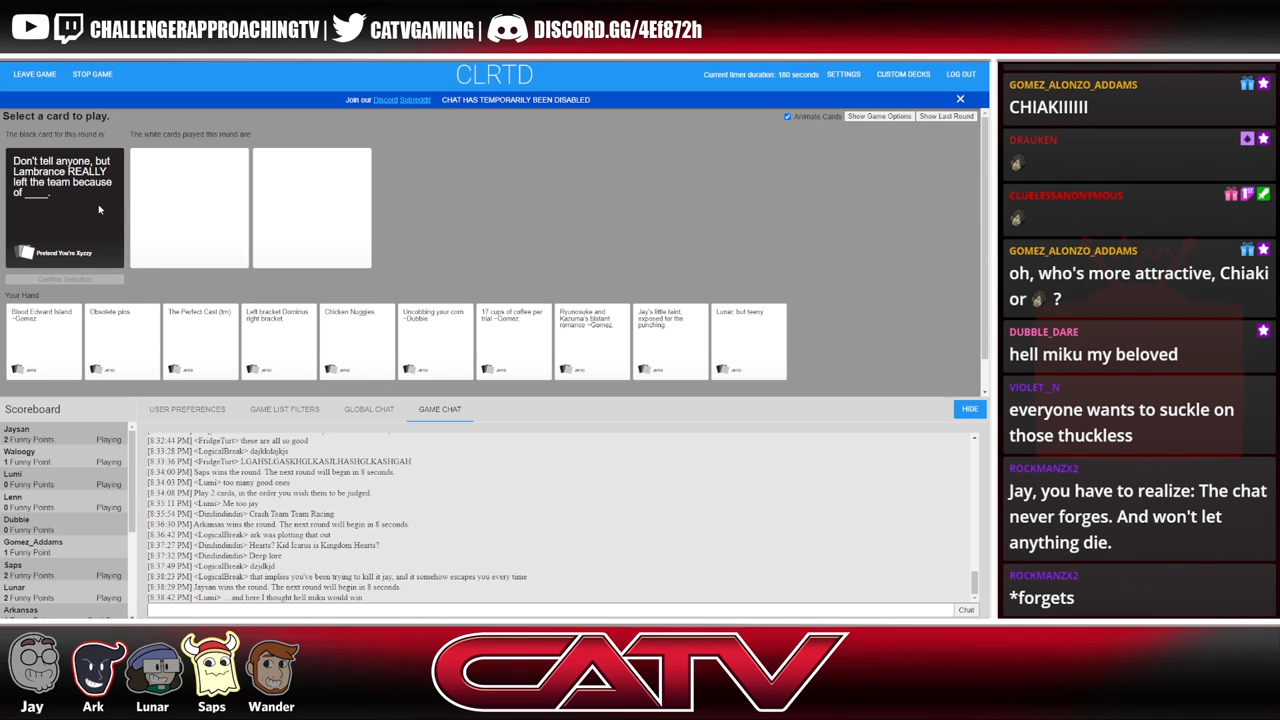 CHALLENGERAPPROACHINGTV | CATVGAMING | DISCORD.GG/4EF872H
LEAVE GAME STOP GAME CLRTD Current timer duration: 180 seconds SETTINGS CUSTOM DECKS LOG OUT
Join our Discord Subreddit CHAT HAS TEMPORARILY BEEN DISABLED
Select a card to play.
Animate Cards Show Game Options Show Last Round
The black card for this round is: The white cards played this round are:
Don't tell anyone, but
Lambrance REALLY
left the team because
of ____.
Pretend You're Xyzzy
Confirm Selection
Your Hand
Blood Edward Island
~Gomez.
Obsolete pins
The Perfect Cast (tm)
Left bracket Dominus
right bracket
Chicken Nuggies.
Uncobbing your corn
~Dubbie.
17 cups of coffee per
trial ~Gomez.
Ryunosuke and
Kazuma's blatant
romance ~Gomez.
Jay's little taint,
exposed for the
punching.
Lunar, but teeny
Scoreboard
Jaysan
2 Funny Points Playing
Waloogy
1 Funny Point Playing
Lumi
0 Funny Points Playing
Lenn
0 Funny Points Playing
Dubbie
0 Funny Points Playing
Gomez_Addams
1 Funny Point Playing
Saps
2 Funny Points Playing
Lunar
2 Funny Points Playing
Arkansas
USER PREFERENCES GAME LIST FILTERS GLOBAL CHAT GAME CHAT HIDE
[8:32:44 PM] <FridgeTurt> these are all so good
[8:33:28 PM] <LogicalBreak> dajkkdajkjs
[8:33:36 PM] <FridgeTurt> LGAHSLGASKHGLKASJLHASHGLKASHGAH
[8:34:00 PM] Saps wins the round. The next round will begin in 8 seconds.
[8:34:03 PM] <Lumi> too many good ones
[8:34:08 PM] Play 2 cards, in the order you wish them to be judged.
[8:35:11 PM] <Lumi> Me too jay
[8:35:54 PM] <Dindindindin> Crash Team Team Racing
[8:36:30 PM] Arkansas wins the round. The next round will begin in 8 seconds.
[8:36:42 PM] <LogicalBreak> ark was plotting that out
[8:37:27 PM] <Dindindindin> Hearts? Kid Icarus is Kingdom Hearts?
[8:37:32 PM] <Dindindindin> Deep lore
[8:37:49 PM] <LogicalBreak> dzjdkjd
[8:38:23 PM] <LogicalBreak> that implies you've been trying to kill it jay, and it somehow escapes you every time
[8:38:29 PM] Jaysan wins the round. The next round will begin in 8 seconds.
[8:38:42 PM] <Lumi> ....and here I thought hell miku would win
Chat
GOMEZ_ALONZO_ADDAMS
CHIAKIIIIII
DRAUKEN
CLUELESSANONYMOUS
GOMEZ_ALONZO_ADDAMS
oh, who's more attractive, Chiaki
or ?
DUBBLE_DARE
hell miku my beloved
VIOLET__N
everyone wants to suckle on
those thuckless
ROCKMANZX2
Jay, you have to realize: The chat
never forges. And won't let
anything die.
ROCKMANZX2
*forgets
Jay Ark Lunar Saps Wander
CATV